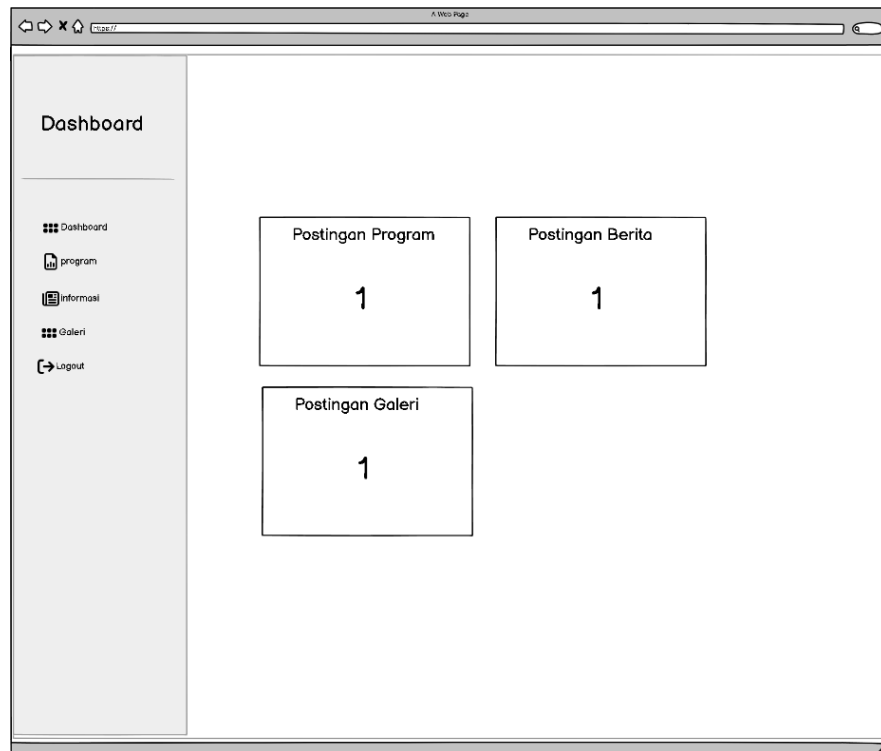 A Web Page
https://
Dashboard
Dashboard
program
informasi
Galeri
Logout
Postingan Program
1
Postingan Berita
1
Postingan Galeri
1